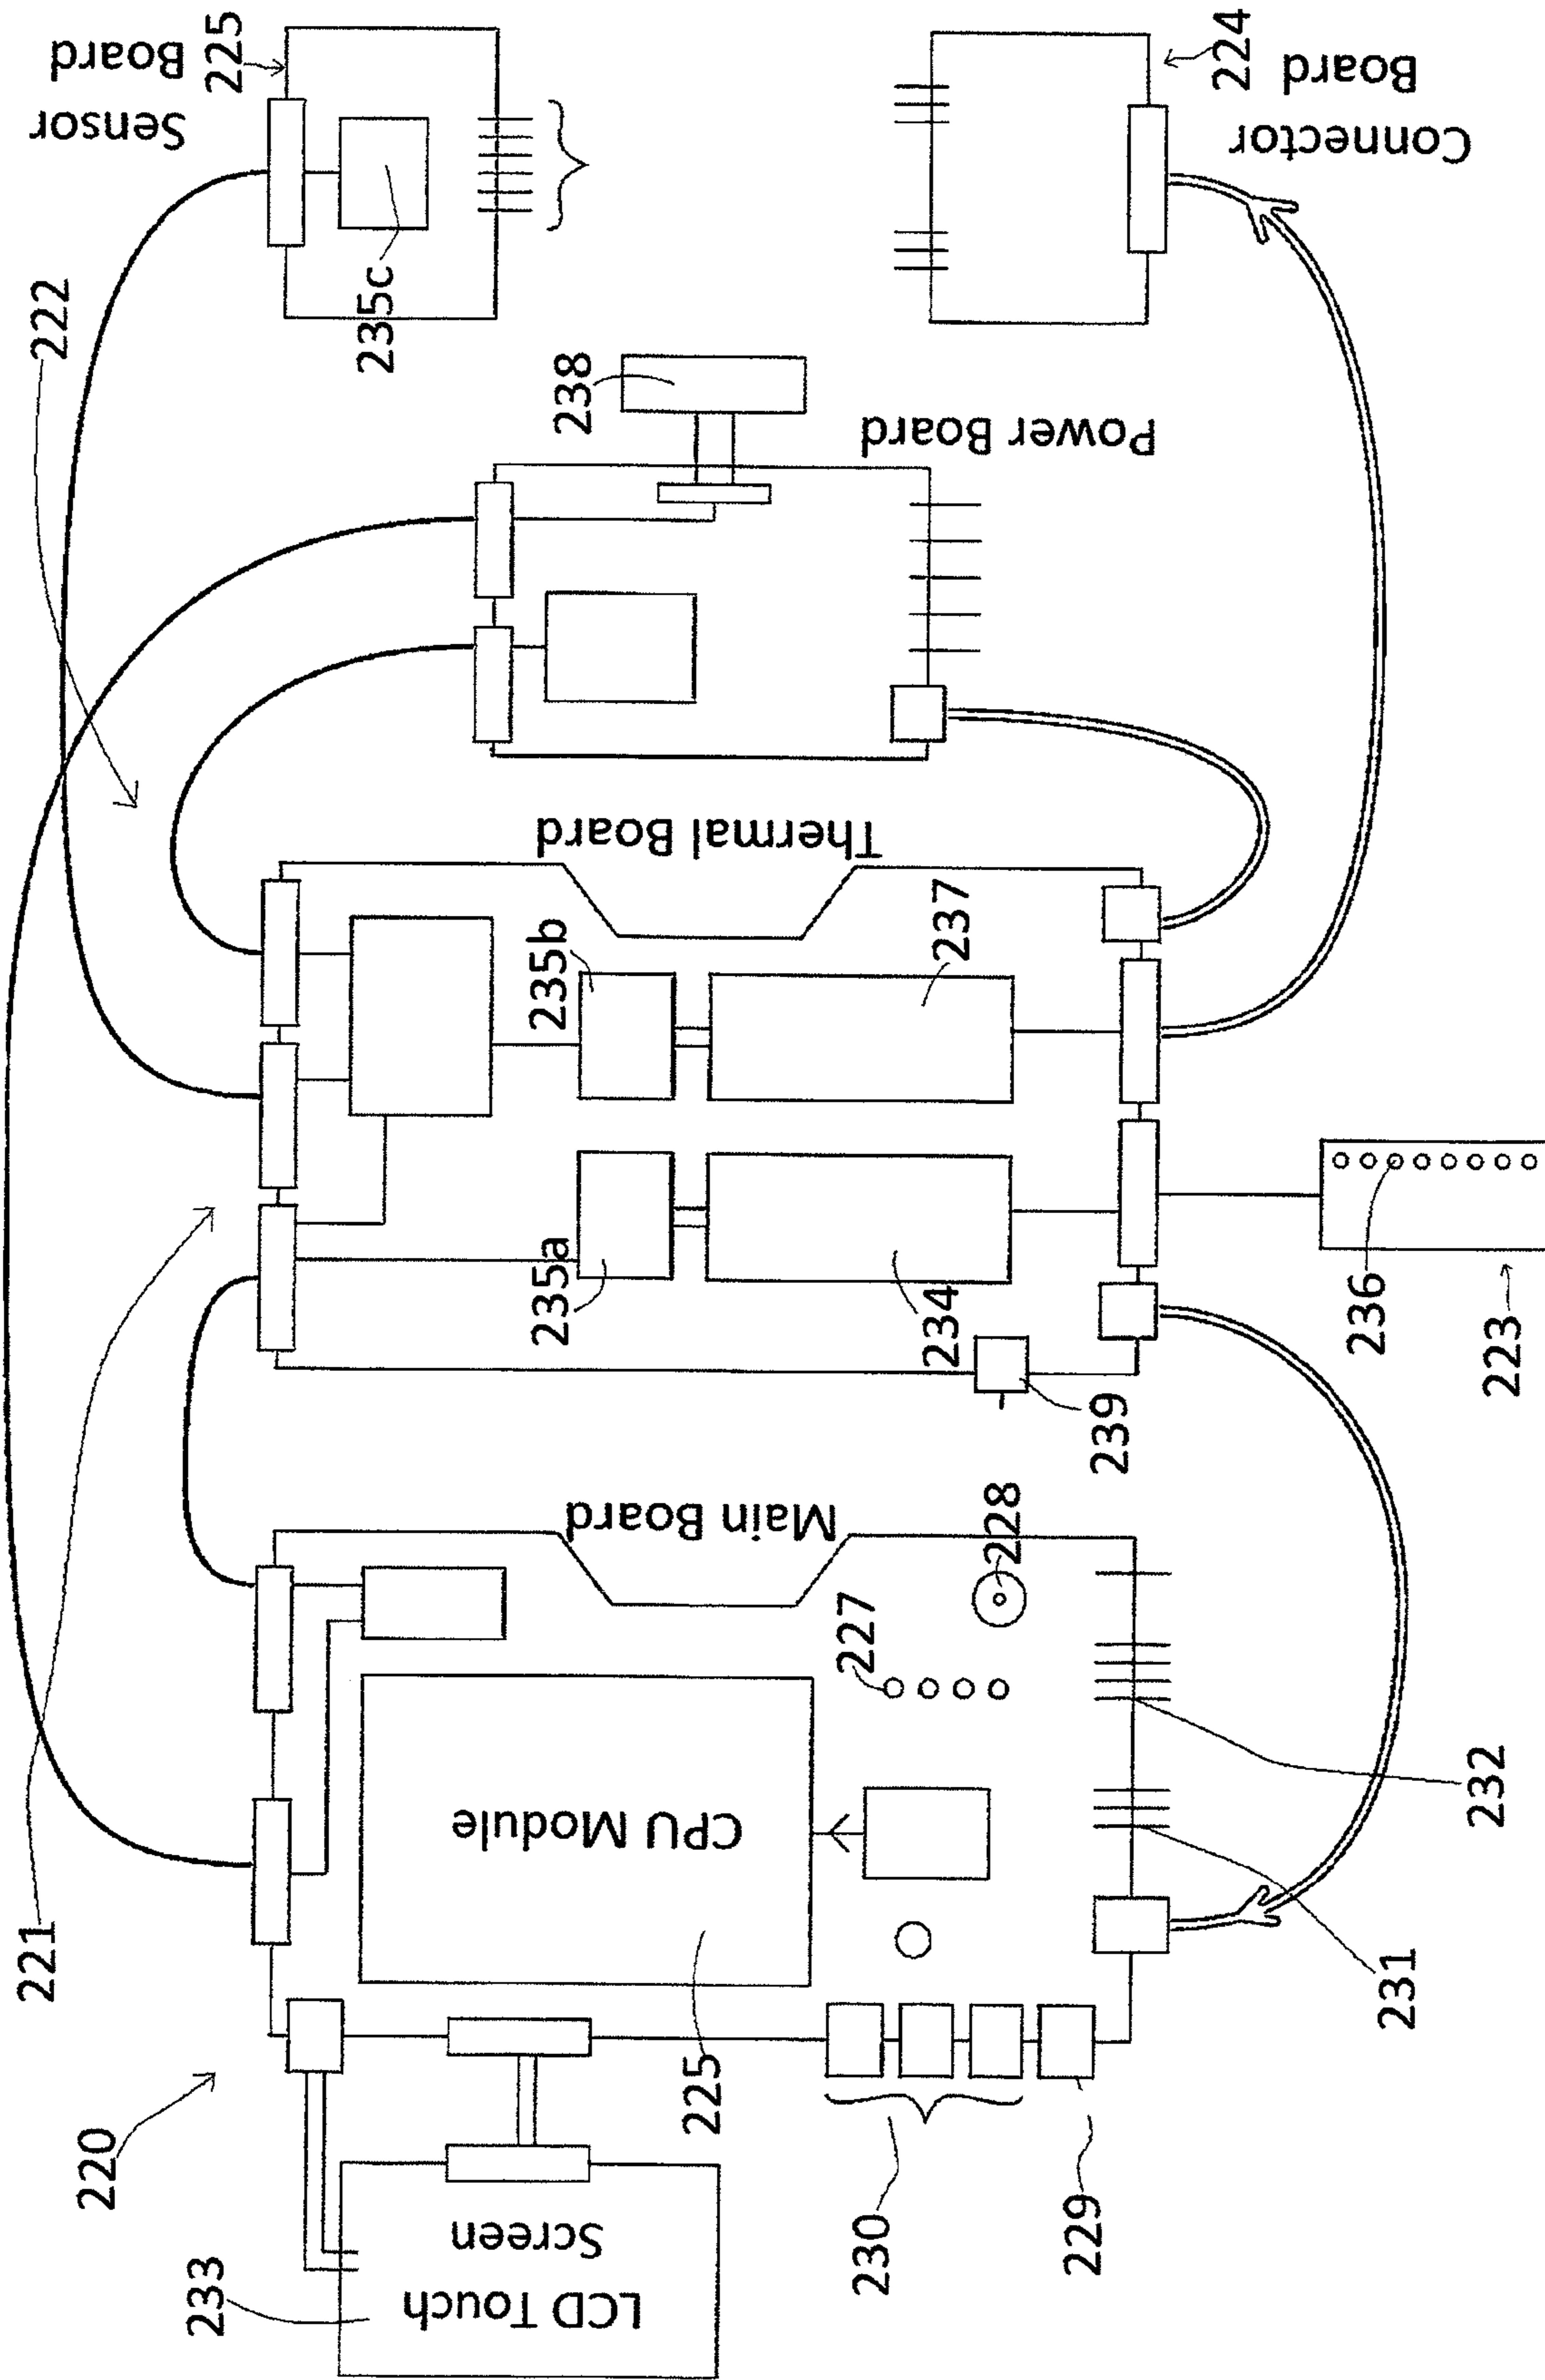 Sensor
Board
225
222
235c
238
Power Board
224
Connector
Board
Thermal Board
235b
237
235a
234
239
236
223
221
Main Board
228
227
CPU Module
225
232
231
220
230
229
233
LCD Touch
Screen